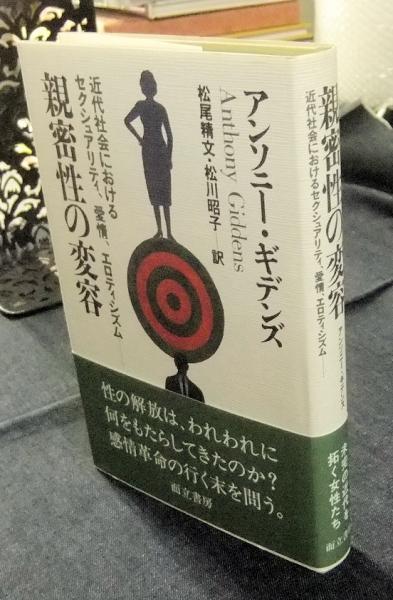 アンソニー・ギデンズ
Anthony Giddens
松尾精文・松川昭子──訳
近代社会における
セクシュアリティ、愛情、エロティシズム
親密性の変容
性の解放は、われわれに
何をもたらしてきたのか?
感情革命の行く末を問う。
而立書房
親密性の変容
近代社会におけるセクシュアリティ、愛情、エロティシズム──
アンソニー・ギデンズ
拓く女性たち
而立書